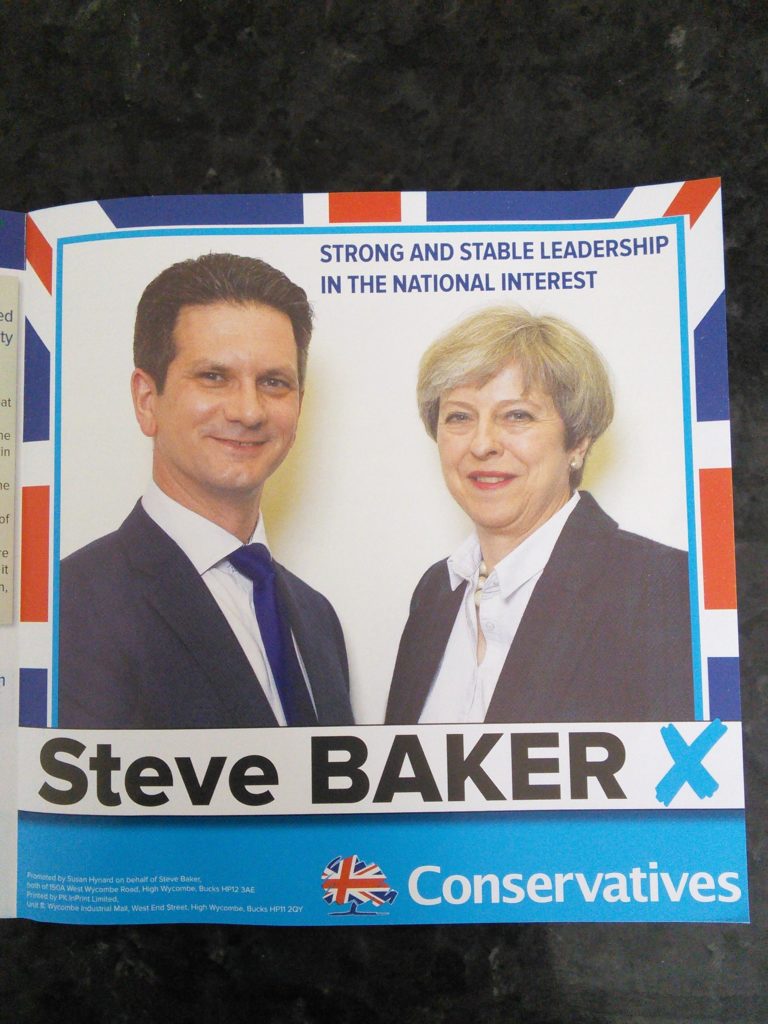 STRONG AND STABLE LEADERSHIP
IN THE NATIONAL INTEREST
Steve BAKER X
Promoted by Susan Hynard on behalf of Steve Baker,
both of 150A West Wycombe Road, High Wycombe, Bucks HP12 3AE
Printed by PK InPrint Limited,
Unit B, Wycombe Industrial Mall, West End Street, High Wycombe, Bucks HP11 2QY
Conservatives